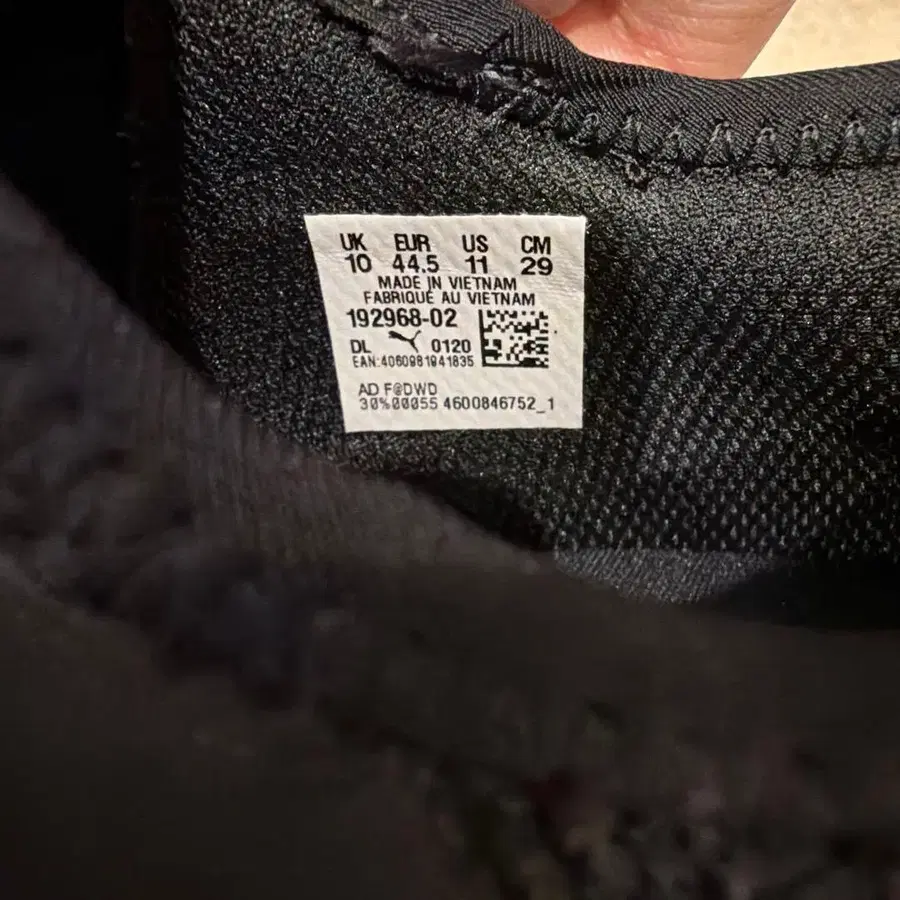 UK EUR US CM
10 44.5 11 29
MADE IN VIETNAM
FABRIQUÉ AU VIETNAM
192968-02
DL 0120
EAN:4060981941835
AD F@DWD
30%00055 4600846752_1